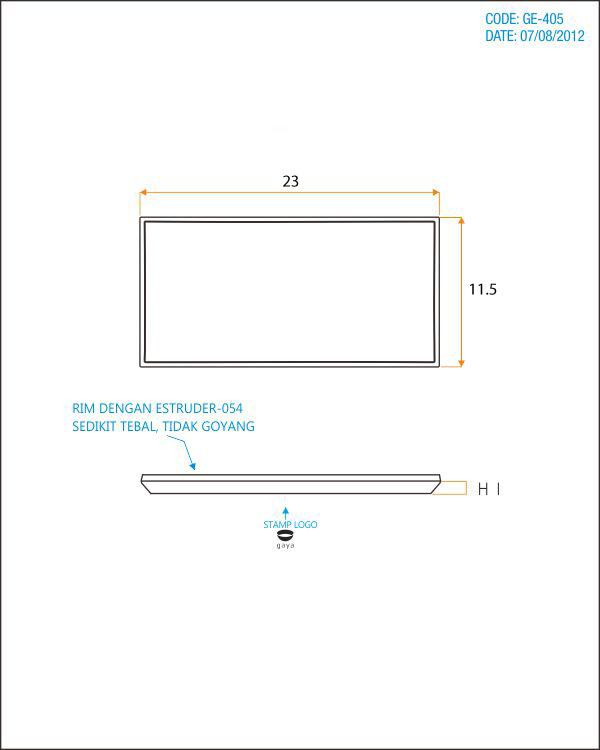 CODE: GE-405
DATE: 07/08/2012
23
11.5
RIM DENGAN ESTRUDER-054
SEDIKIT TEBAL, TIDAK GOYANG
H 1
STAMP LOGO
gaya